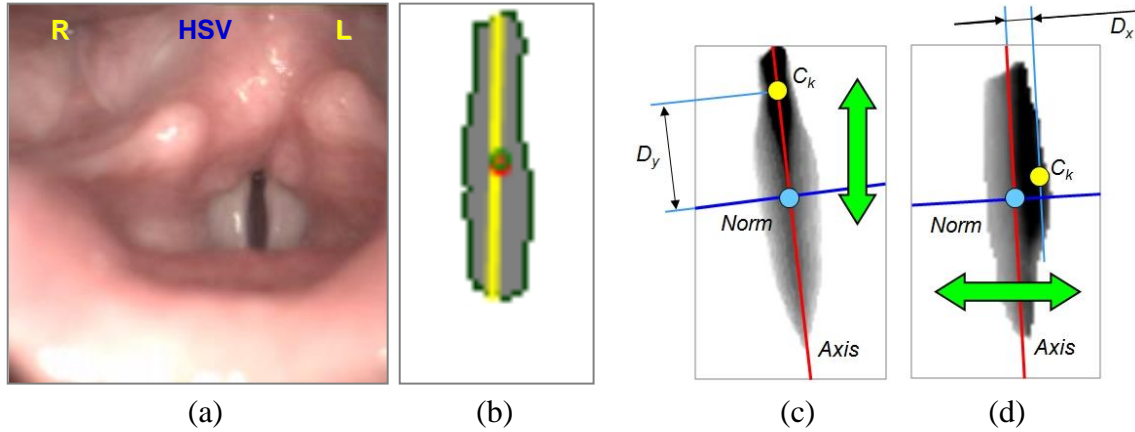 R HSV L
(a)
(b)
C_k
D_y
Norm
Axis
(c)
D_x
C_k
Norm
Axis
(d)